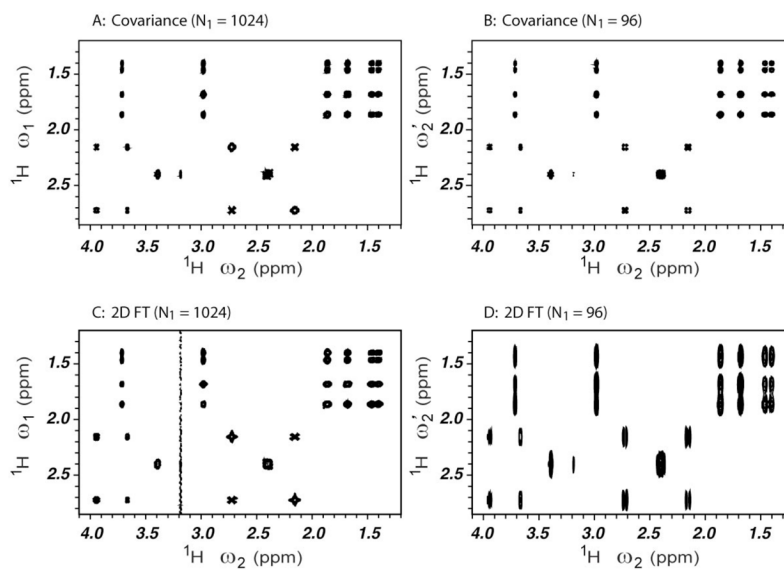 A: Covariance (N₁ = 1024)
B: Covariance (N₁ = 96)
¹H ω₁ (ppm)
1.5
2.0
2.5
4.0 3.5 3.0 2.5 2.0 1.5
¹H ω₂ (ppm)
¹H ω₂' (ppm)
1.5
2.0
2.5
4.0 3.5 3.0 2.5 2.0 1.5
¹H ω₂ (ppm)
C: 2D FT (N₁ = 1024)
D: 2D FT (N₁ = 96)
¹H ω₁ (ppm)
1.5
2.0
2.5
4.0 3.5 3.0 2.5 2.0 1.5
¹H ω₂ (ppm)
¹H ω₂' (ppm)
1.5
2.0
2.5
4.0 3.5 3.0 2.5 2.0 1.5
¹H ω₂ (ppm)